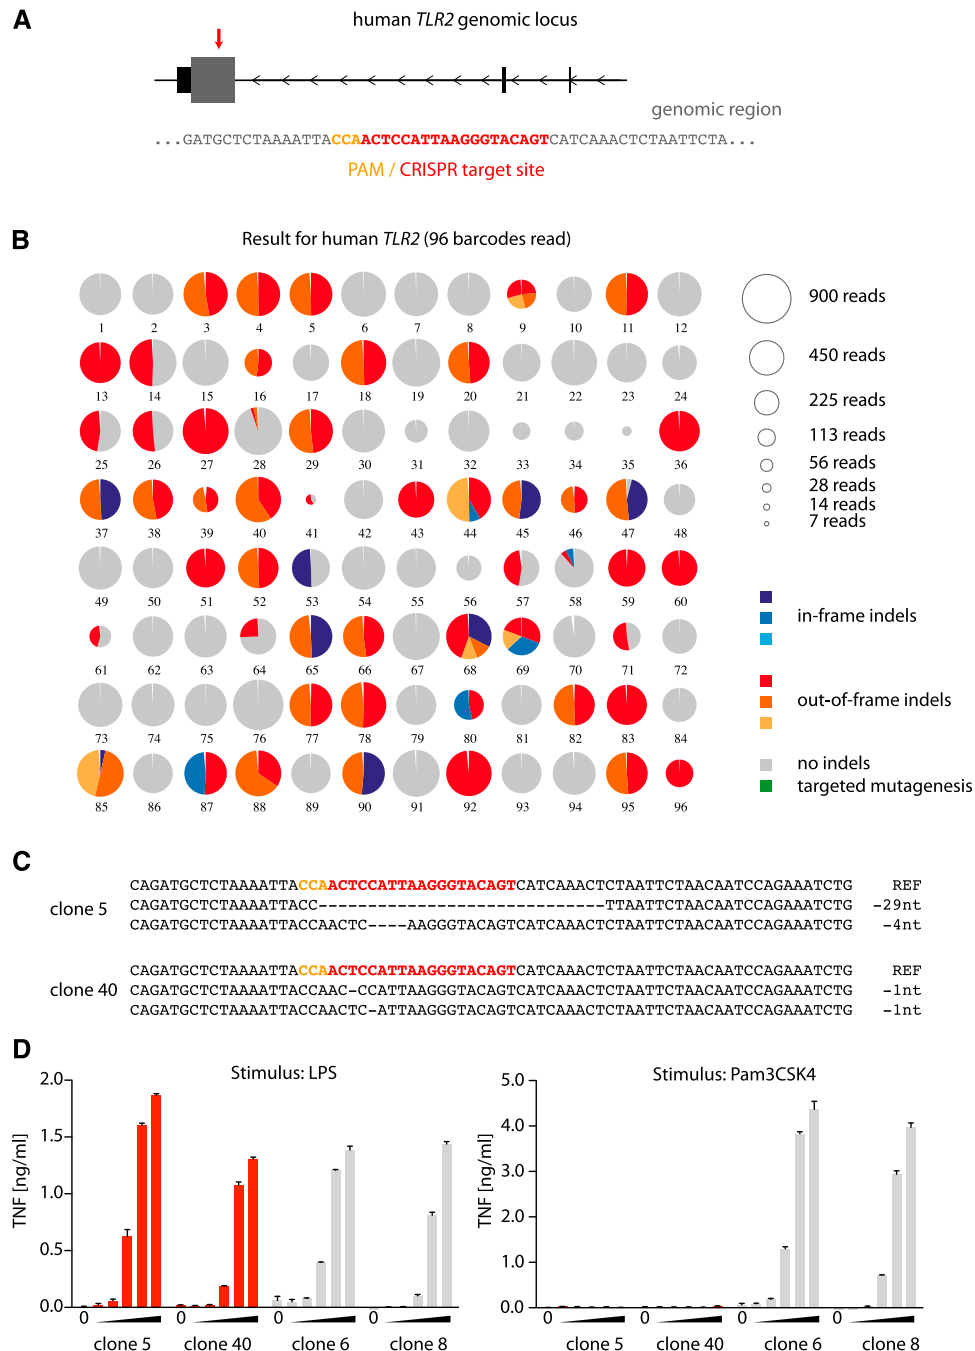 A
human TLR2 genomic locus
genomic region
...GATGCTCTAAAATTACCAACTCCATTAAGGGTACAGTCATCAAACTCTAATTCTA...
PAM / CRISPR target site
B
Result for human TLR2 (96 barcodes read)
1 2 3 4 5 6 7 8 9 10 11 12
13 14 15 16 17 18 19 20 21 22 23 24
25 26 27 28 29 30 31 32 33 34 35 36
37 38 39 40 41 42 43 44 45 46 47 48
49 50 51 52 53 54 55 56 57 58 59 60
61 62 63 64 65 66 67 68 69 70 71 72
73 74 75 76 77 78 79 80 81 82 83 84
85 86 87 88 89 90 91 92 93 94 95 96
900 reads
450 reads
225 reads
113 reads
56 reads
28 reads
14 reads
7 reads
in-frame indels
out-of-frame indels
no indels
targeted mutagenesis
C
CAGATGCTCTAAAATTACCAACTCCATTAAGGGTACAGTCATCAAACTCTAATTCTAACAATCCAGAAATCTG REF
clone 5
CAGATGCTCTAAAATTACC-----------------------------TTAATTCTAACAATCCAGAAATCTG -29nt
CAGATGCTCTAAAATTACCAACTC----AAGGGTACAGTCATCAAACTCTAATTCTAACAATCCAGAAATCTG -4nt
CAGATGCTCTAAAATTACCAACTCCATTAAGGGTACAGTCATCAAACTCTAATTCTAACAATCCAGAAATCTG REF
clone 40
CAGATGCTCTAAAATTACCAAC-CCATTAAGGGTACAGTCATCAAACTCTAATTCTAACAATCCAGAAATCTG -1nt
CAGATGCTCTAAAATTACCAACTC-ATTAAGGGTACAGTCATCAAACTCTAATTCTAACAATCCAGAAATCTG -1nt
D
Stimulus: LPS
TNF [ng/ml]
2.0
1.5
1.0
0.5
0.0
0 0 0 0
clone 5 clone 40 clone 6 clone 8
Stimulus: Pam3CSK4
TNF [ng/ml]
5.0
4.0
3.0
2.0
1.0
0.0
0 0 0 0
clone 5 clone 40 clone 6 clone 8